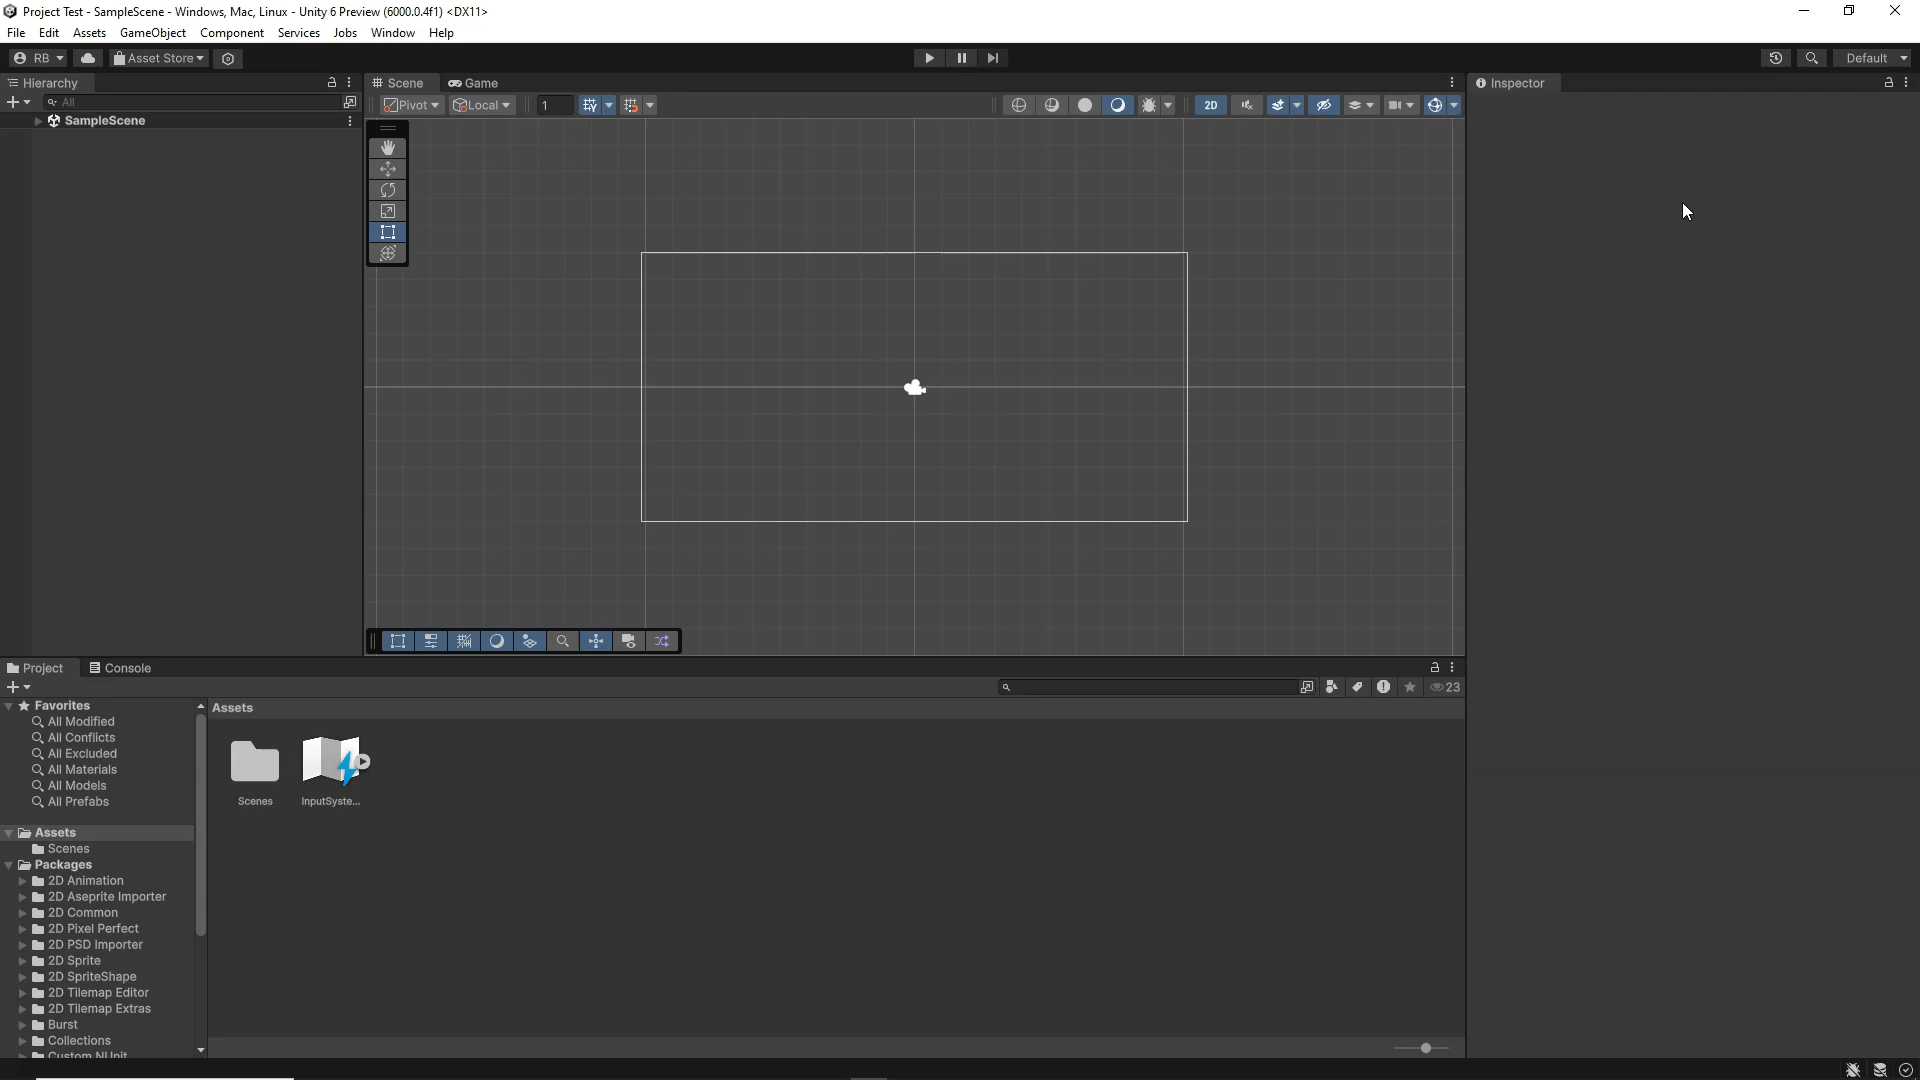 Project Test - SampleScene - Windows, Mac, Linux - Unity 6 Preview (6000.0.4f1) <DX11>
File Edit Assets GameObject Component Services Jobs Window Help
RB Asset Store Default
Hierarchy Scene Game Inspector
All Pivot Local 1 2D
SampleScene
Project Console
23
Favorites Assets
All Modified
All Conflicts
All Excluded
All Materials
All Models
All Prefabs
Scenes InputSyste...
Assets
Scenes
Packages
2D Animation
2D Aseprite Importer
2D Common
2D Pixel Perfect
2D PSD Importer
2D Sprite
2D SpriteShape
2D Tilemap Editor
2D Tilemap Extras
Burst
Collections
Custom NUnit